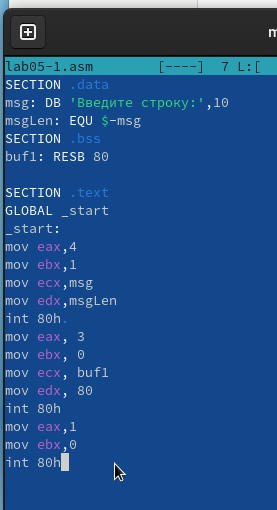 m
lab05-1.asm [----] 7 L:[
SECTION .data
msg: DB 'Введите строку:',10
msgLen: EQU $-msg
SECTION .bss
buf1: RESB 80
SECTION .text
GLOBAL _start
_start:
mov eax,4
mov ebx,1
mov ecx,msg
mov edx,msgLen
int 80h
mov eax, 3
mov ebx, 0
mov ecx, buf1
mov edx, 80
int 80h
mov eax,1
mov ebx,0
int 80h